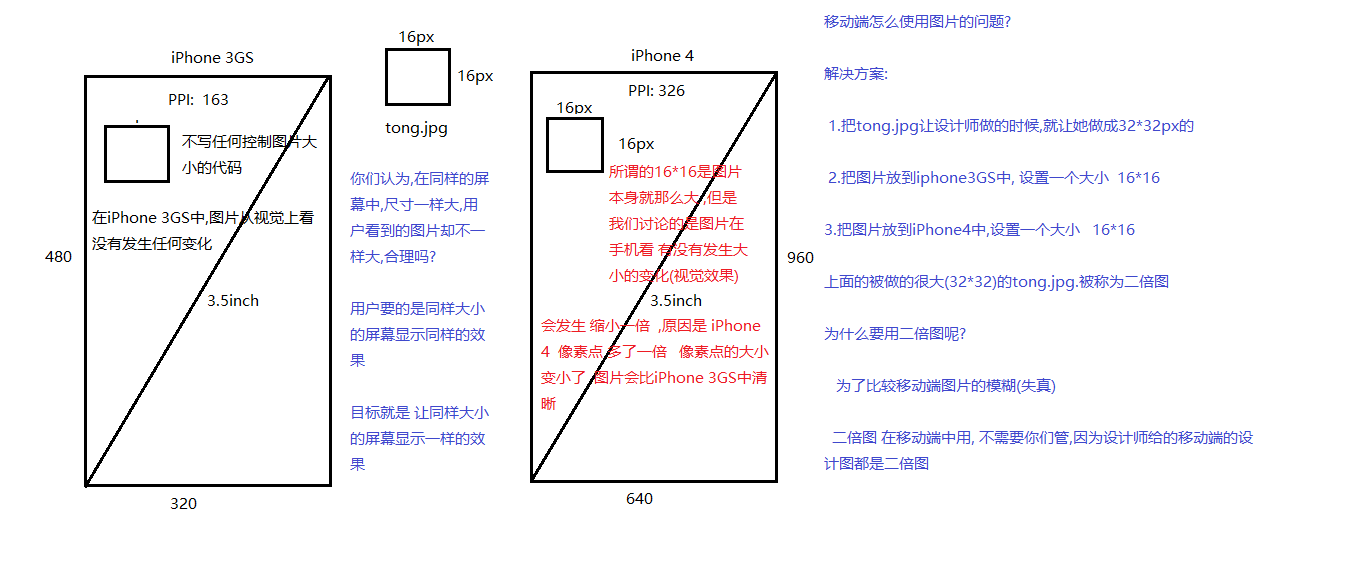 iPhone 3GS
PPI: 163
不写任何控制图片大
小的代码
在iPhone 3GS中,图片从视觉上看
没有发生任何变化
480
3.5inch
320
16px
16px
tong.jpg
你们认为,在同样的屏
幕中,尺寸一样大,用
户看到的图片却不一
样大,合理吗?
用户要的是同样大小
的屏幕显示同样的效
果
目标就是 让同样大小
的屏幕显示一样的效
果
iPhone 4
PPI: 326
16px
16px
所谓的16*16是图片
本身就那么大,但是
我们讨论的是图片在
手机看 有没有发生大
小的变化(视觉效果)
3.5inch
会发生 缩小一倍 ,原因是 iPhone
4 像素点 多了一倍 像素点的大小
变小了 图片会比iPhone 3GS中清
晰
960
640
移动端怎么使用图片的问题?
解决方案:
1.把tong.jpg让设计师做的时候,就让她做成32*32px的
2.把图片放到iphone3GS中, 设置一个大小 16*16
3.把图片放到iPhone4中,设置一个大小 16*16
上面的被做的很大(32*32)的tong.jpg.被称为二倍图
为什么要用二倍图呢?
为了比较移动端图片的模糊(失真)
二倍图 在移动端中用, 不需要你们管,因为设计师给的移动端的设
计图都是二倍图